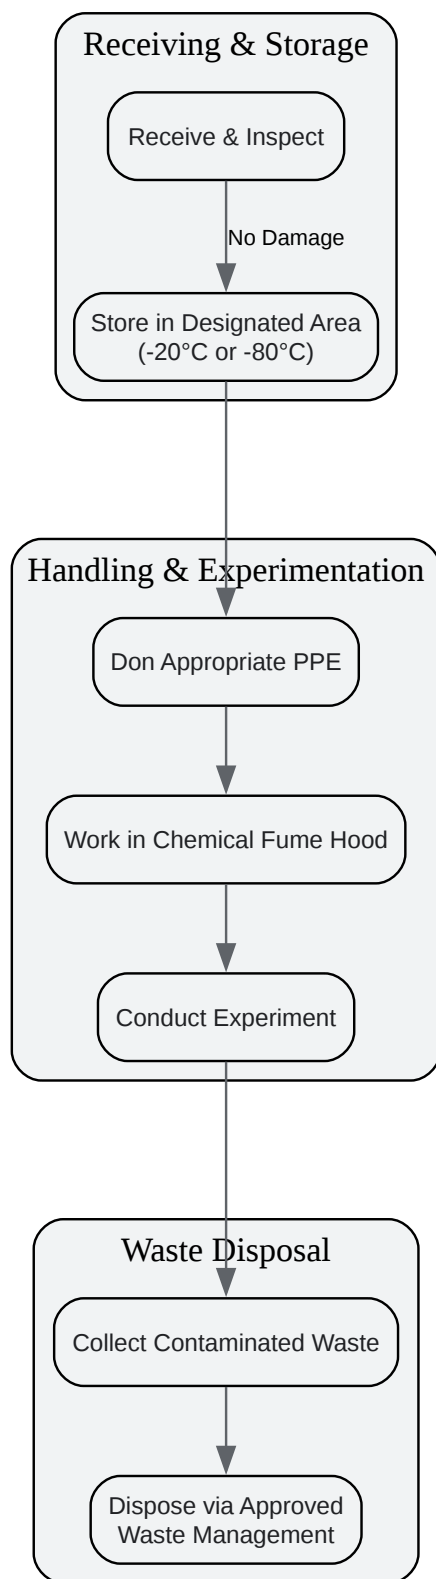 Receiving & Storage
Receive & Inspect
No Damage
Store in Designated Area
(-20°C or -80°C)
Handling & Experimentation
Don Appropriate PPE
Work in Chemical Fume Hood
Conduct Experiment
Waste Disposal
Collect Contaminated Waste
Dispose via Approved
Waste Management